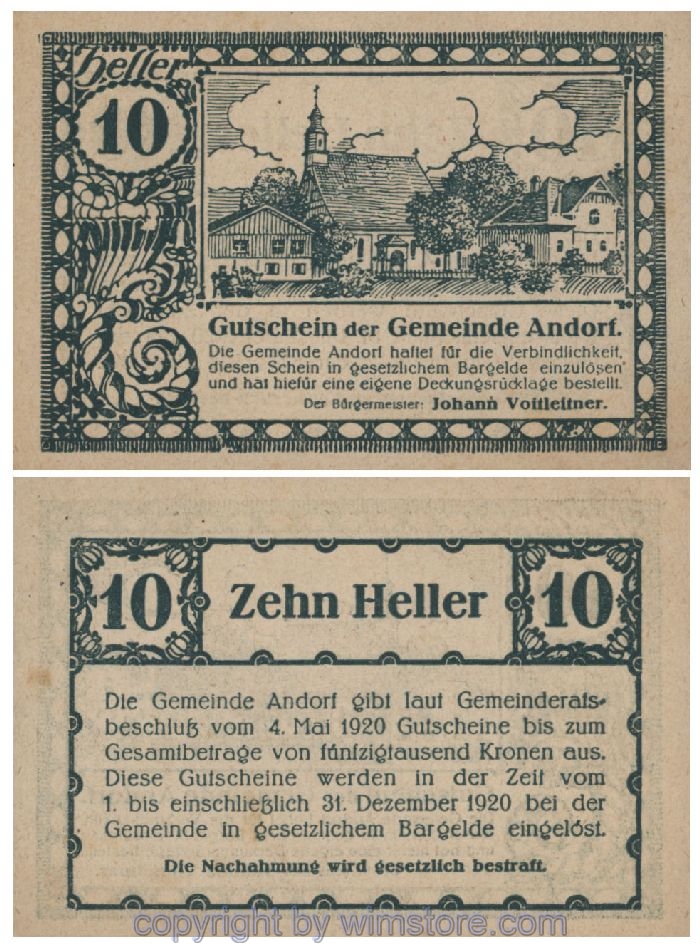 Heller
10
Gutschein der Gemeinde Andorf.
Die Gemeinde Andorf haftet für die Verbindlichkeit,
diesen Schein in gesetzlichem Bargelde einzulösen
und hat hiefür eine eigene Deckungsrücklage bestellt.
Der Bürgermeister: Johann Voitleitner.
10 Zehn Heller 10
Die Gemeinde Andorf gibt laut Gemeinderats-
beschluß vom 4. Mai 1920 Gutscheine bis zum
Gesamtbetrage von fünfzigtausend Kronen aus.
Diese Gutscheine werden in der Zeit vom
1. bis einschließlich 31. Dezember 1920 bei der
Gemeinde in gesetzlichem Bargelde eingelöst.
Die Nachahmung wird gesetzlich bestraft.
copyright by wimstore.com